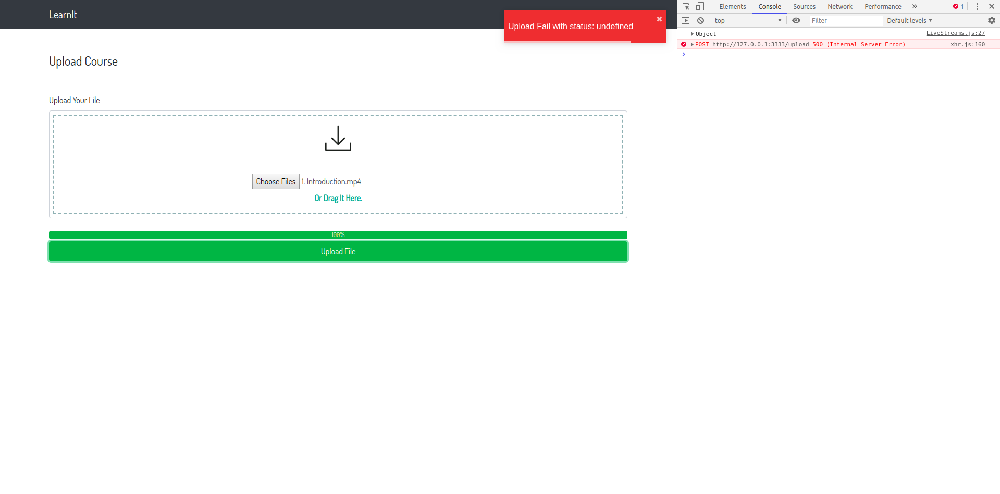 LearnIt
Upload Fail with status: undefined
✖
Upload Course
Upload Your File
Choose Files 1. Introduction.mp4
Or Drag It Here.
100%
Upload File
Elements Console Sources Network Performance » 1
top Filter Default levels
Object LiveStreams.js:27
POST http://127.0.0.1:3333/upload 500 (Internal Server Error) xhr.js:160